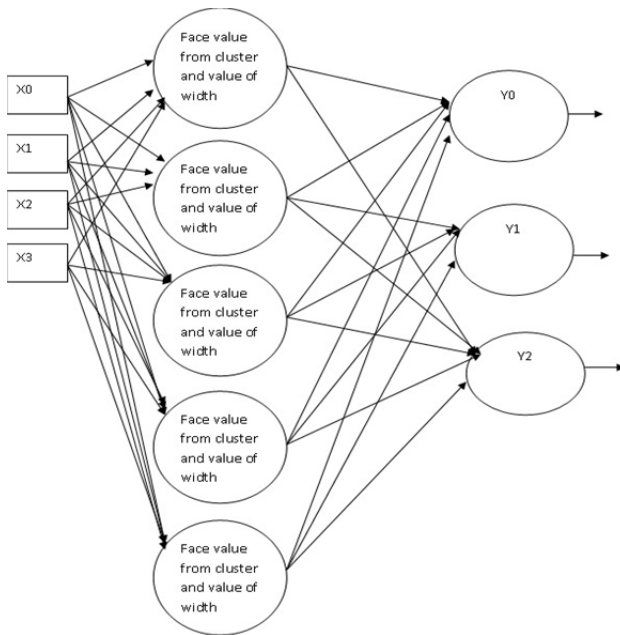 X0
X1
X2
X3
Face value
from cluster
and value of
width
Face value
from cluster
and value of
width
Face value
from cluster
and value of
width
Face value
from cluster
and value of
width
Face value
from cluster
and value of
width
Y0
Y1
Y2